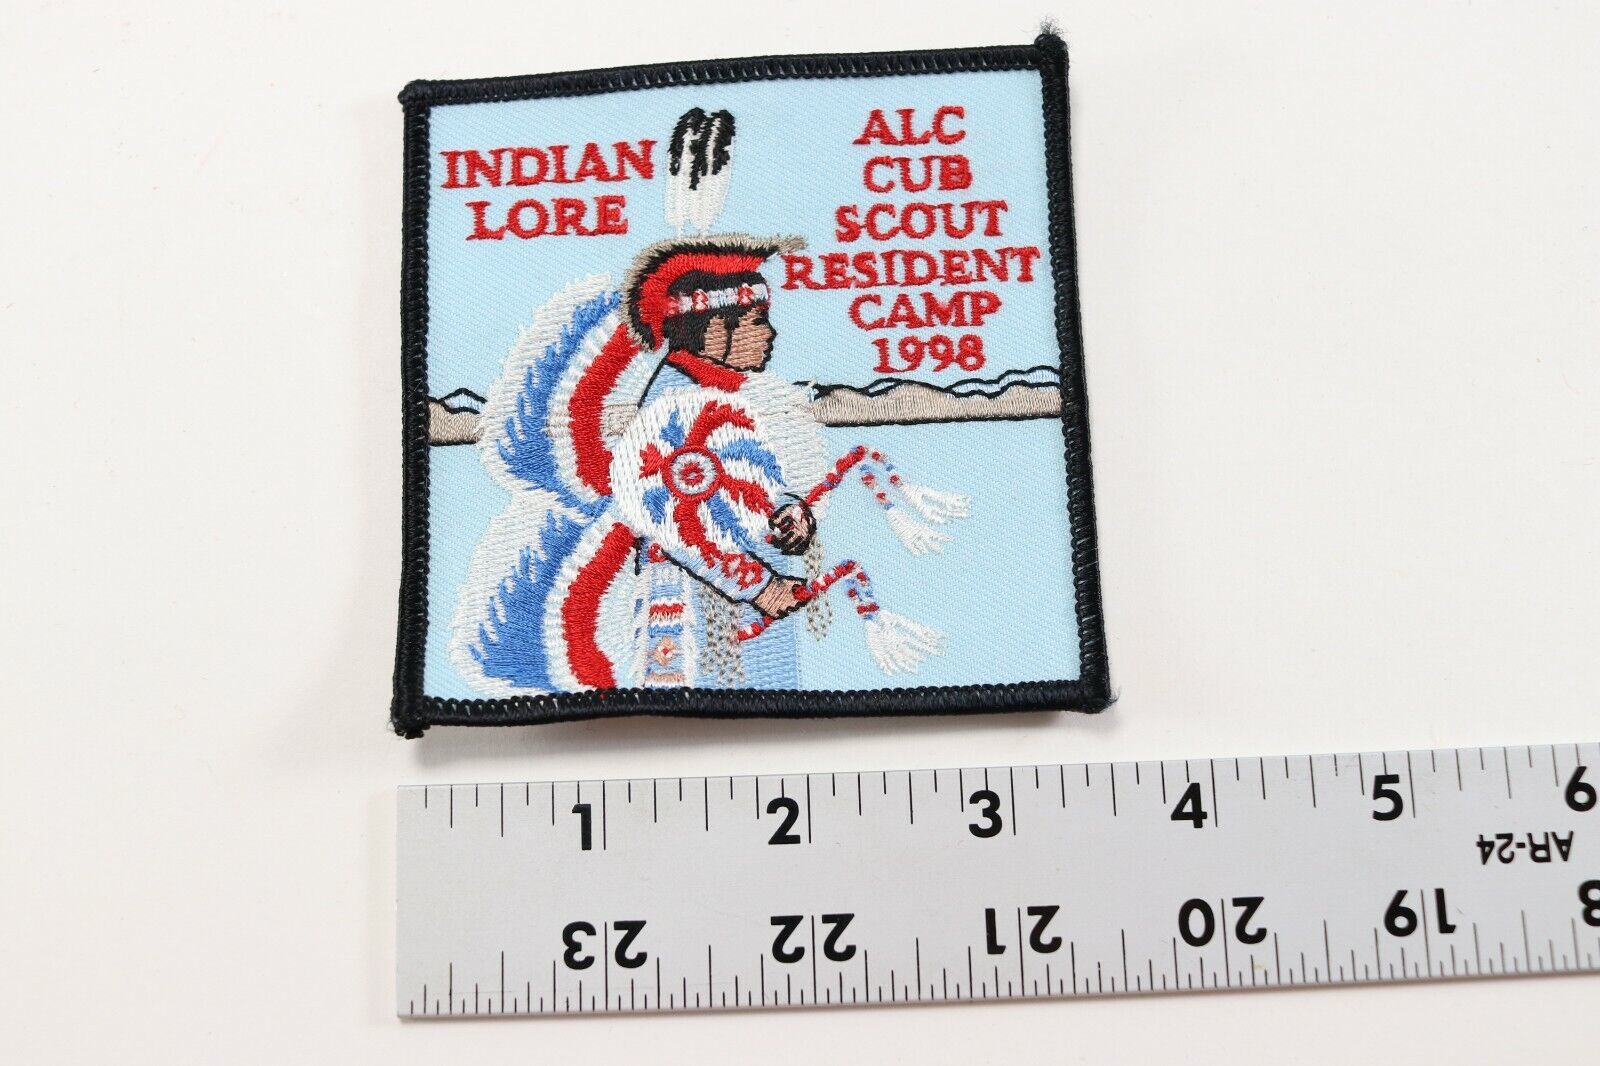 INDIAN
LORE
ALC
CUB
SCOUT
RESIDENT
CAMP
1998
1 2 3 4 5 6
AR-24
23 22 21 20 19